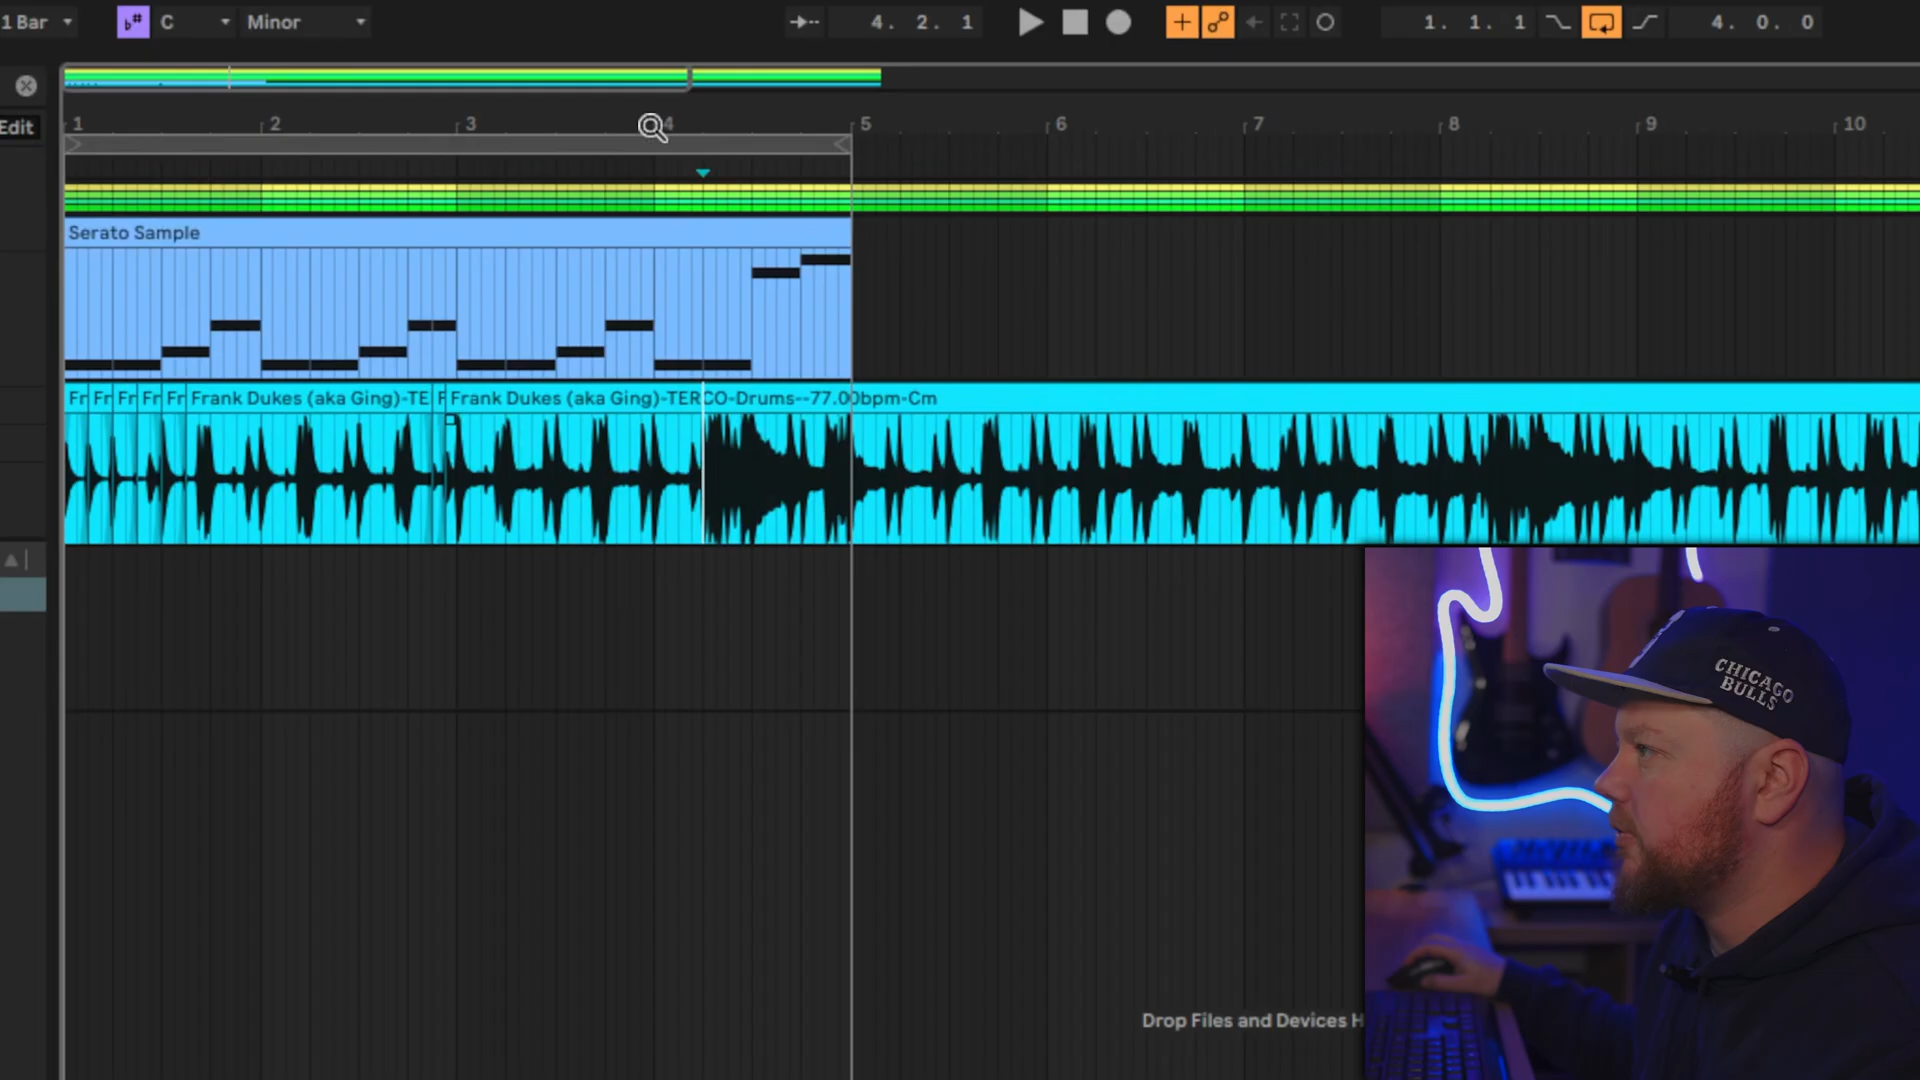 1 Bar C Minor 4. 2. 1 1. 1. 1 4. 0. 0
Edit 1 2 3 4 5 6 7 8 9 10
Serato Sample
Fr Fr Fr Fr Fr Frank Dukes (aka Ging)-TE F Frank Dukes (aka Ging)-TERCO-Drums--77.00bpm-Cm
CHICAGO
BULLS
Drop Files and Devices H